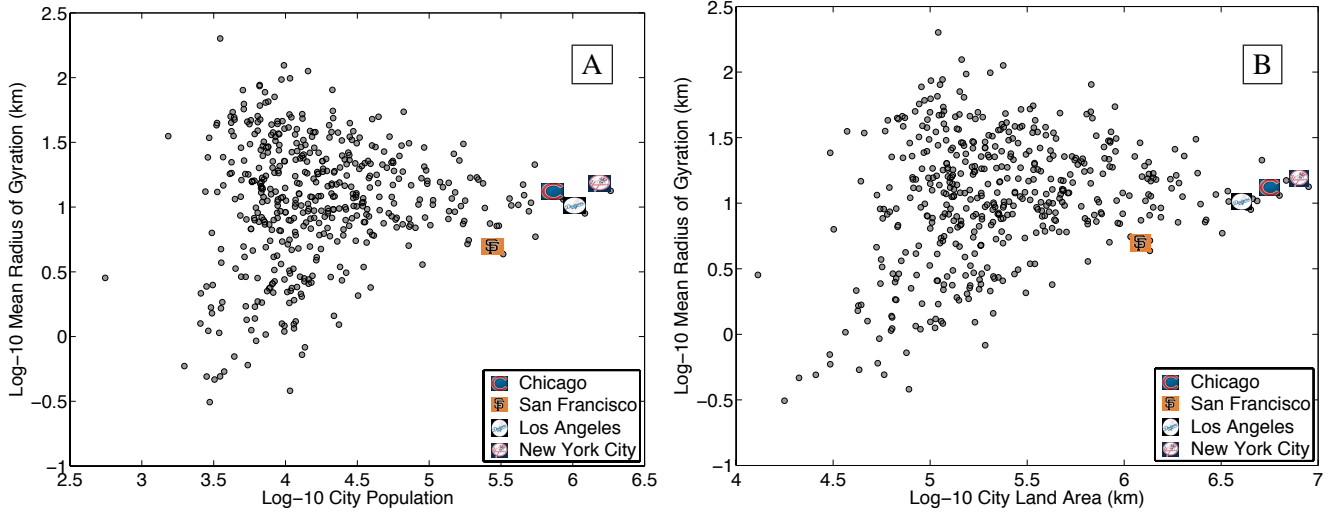 2.5
2
1.5
1
0.5
0
−0.5
−1
Log−10 Mean Radius of Gyration (km)
A
Chicago
San Francisco
Los Angeles
New York City
2.5 3 3.5 4 4.5 5 5.5 6 6.5
Log−10 City Population
2.5
2
1.5
1
0.5
0
−0.5
−1
Log−10 Mean Radius of Gyration (km)
B
Chicago
San Francisco
Los Angeles
New York City
4 4.5 5 5.5 6 6.5 7
Log−10 City Land Area (km)